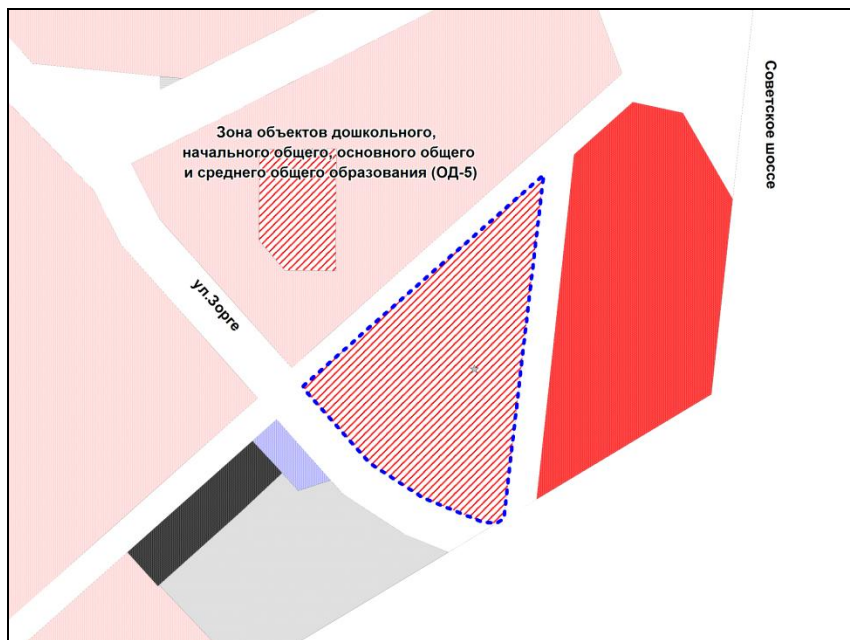 Зона объектов дошкольного,
начального общего, основного общего
и среднего общего образования (ОД-5)
Советское шоссе
ул.Зорге